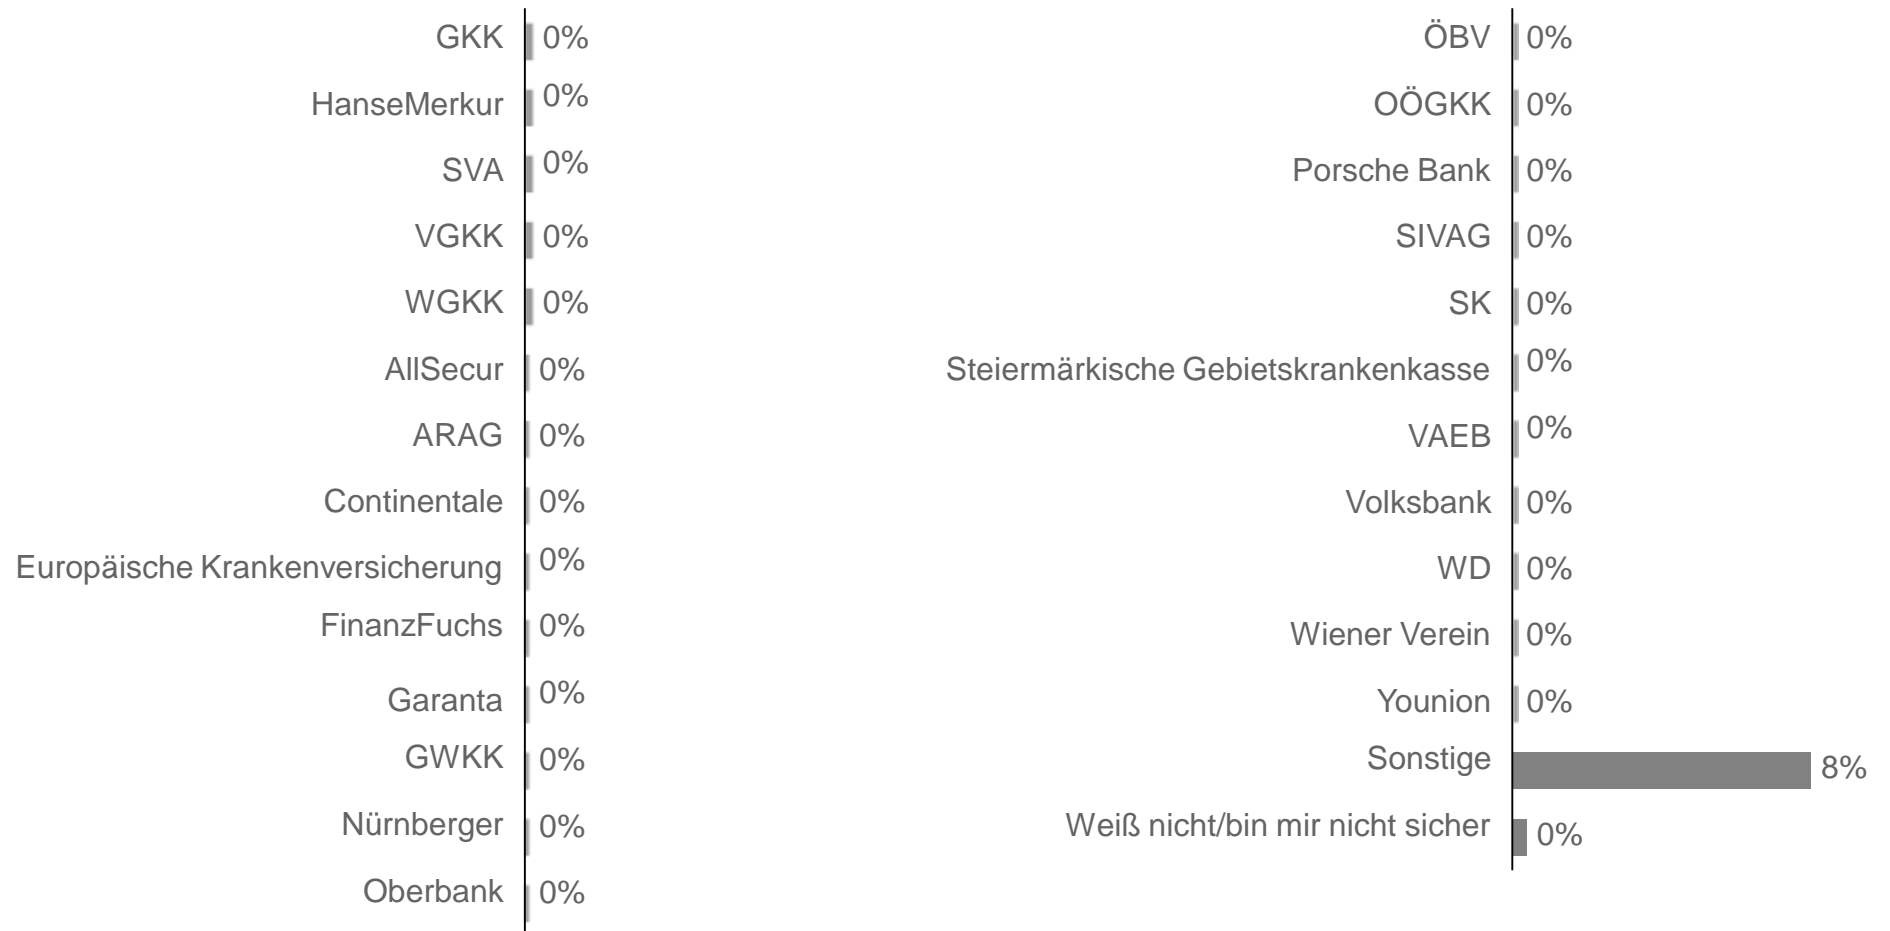 GKK 0%
HanseMerkur 0%
SVA 0%
VGKK 0%
WGKK 0%
AllSecur 0%
ARAG 0%
Continentale 0%
Europäische Krankenversicherung 0%
FinanzFuchs 0%
Garanta 0%
GWKK 0%
Nürnberger 0%
Oberbank 0%
ÖBV 0%
OÖGKK 0%
Porsche Bank 0%
SIVAG 0%
SK 0%
Steiermärkische Gebietskrankenkasse 0%
VAEB 0%
Volksbank 0%
WD 0%
Wiener Verein 0%
Younion 0%
Sonstige 8%
Weiß nicht/bin mir nicht sicher 0%